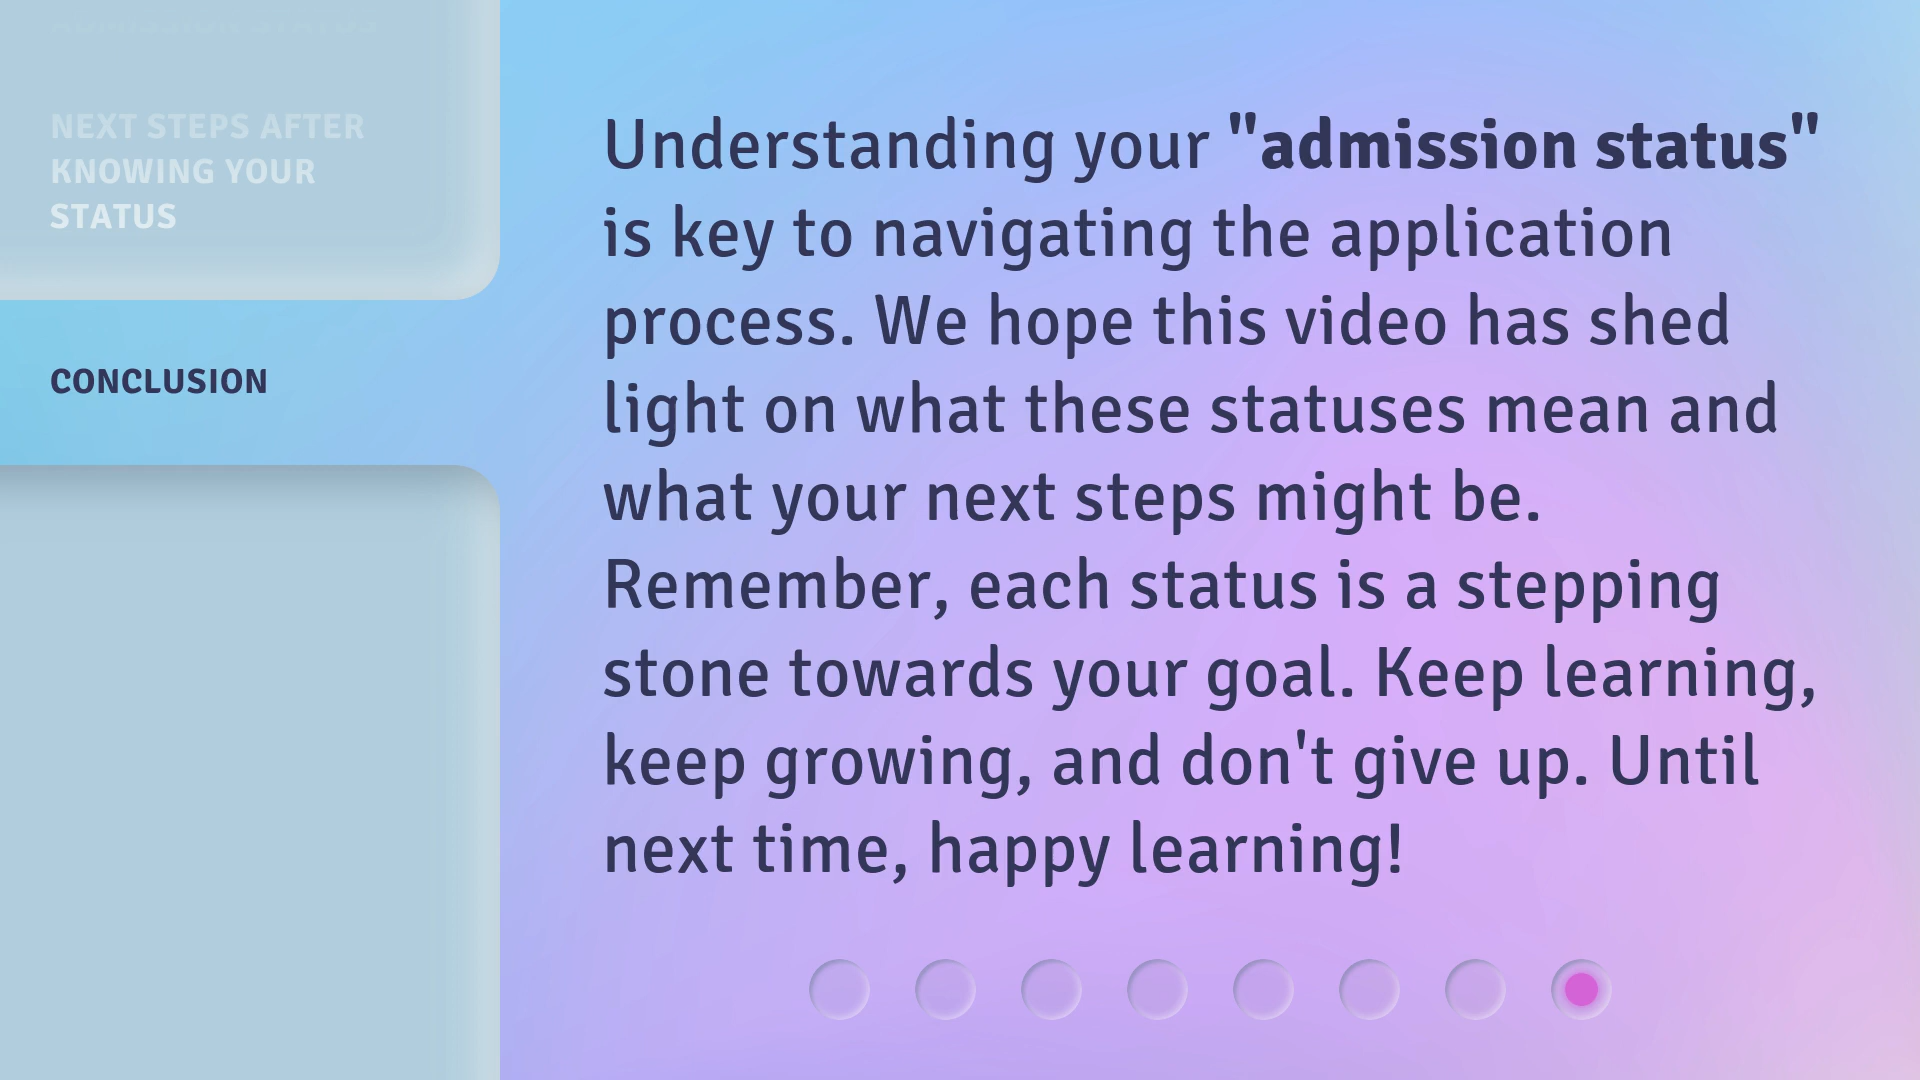 NEXT STEPS AFTER
KNOWING YOUR
STATUS
CONCLUSION
Understanding your "admission status"
is key to navigating the application
process. We hope this video has shed
light on what these statuses mean and
what your next steps might be.
Remember, each status is a stepping
stone towards your goal. Keep learning,
keep growing, and don't give up. Until
next time, happy learning!